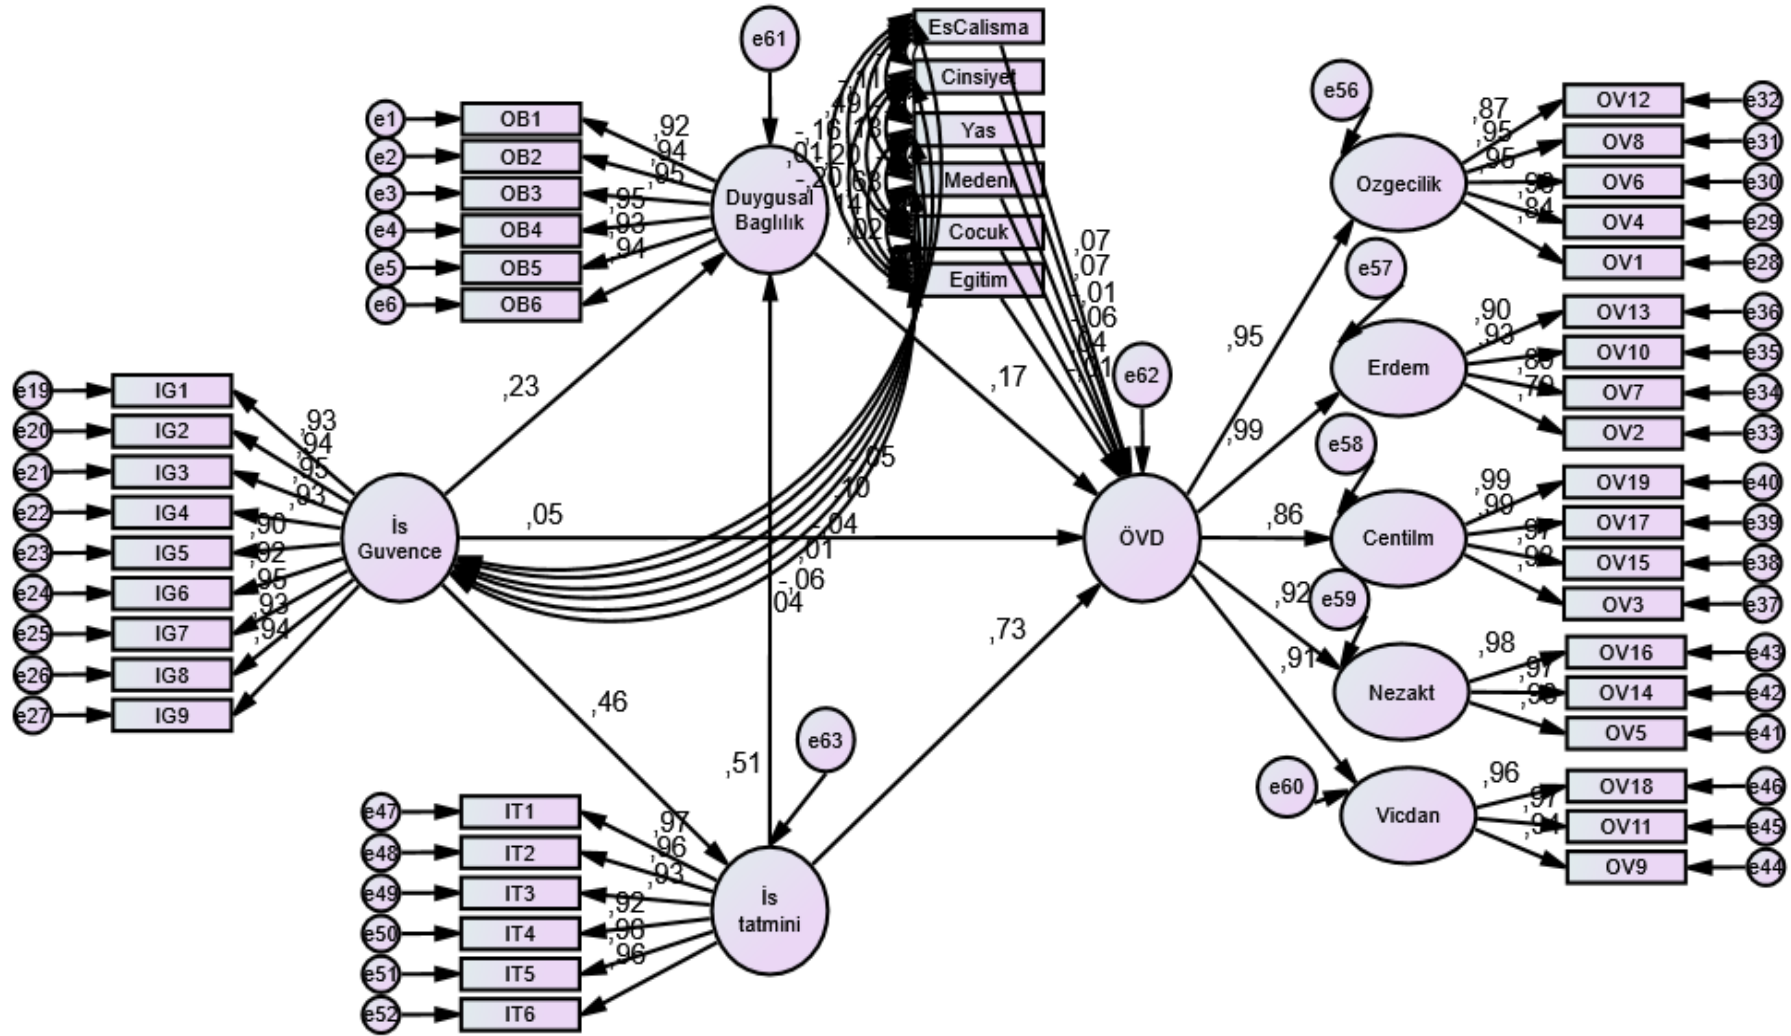 e61
EsCalisma
Cinsiyet
Yas
Medeni
Cocuk
Egitim
e1 OB1
e2 OB2
e3 OB3
e4 OB4
e5 OB5
e6 OB6
,92
,94
,95
,95
,93
,94
Duygusal
Baglılık
-,16
-,20
,02
,07
,07
-,01
-,06
,04
-,01
e62
,17
,23
e19 IG1
e20 IG2
e21 IG3
e22 IG4
e23 IG5
e24 IG6
e25 IG7
e26 IG8
e27 IG9
,93
,94
,95
,93
,90
,92
,95
,93
,94
İs
Guvence
,05
-,05
,10
-,04
,01
-,06
ÖVD
,46
,51
,73
e63
e47 IT1
e48 IT2
e49 IT3
e50 IT4
e51 IT5
e52 IT6
,97
,96
,93
,92
,96
İs
tatmini
,95
,99
,86
,92
,91
e56
Ozgecilik
,87
,95
,95
,84
OV12 e32
OV8 e31
OV6 e30
OV4 e29
OV1 e28
e57
Erdem
,90
,93
OV13 e36
OV10 e35
OV7 e34
OV2 e33
e58
Centilm
,99
,99
,97
OV19 e40
OV17 e39
OV15 e38
OV3 e37
e59
Nezakt
,98
,97
OV16 e43
OV14 e42
OV5 e41
e60
Vicdan
,96
,97
,94
OV18 e46
OV11 e45
OV9 e44